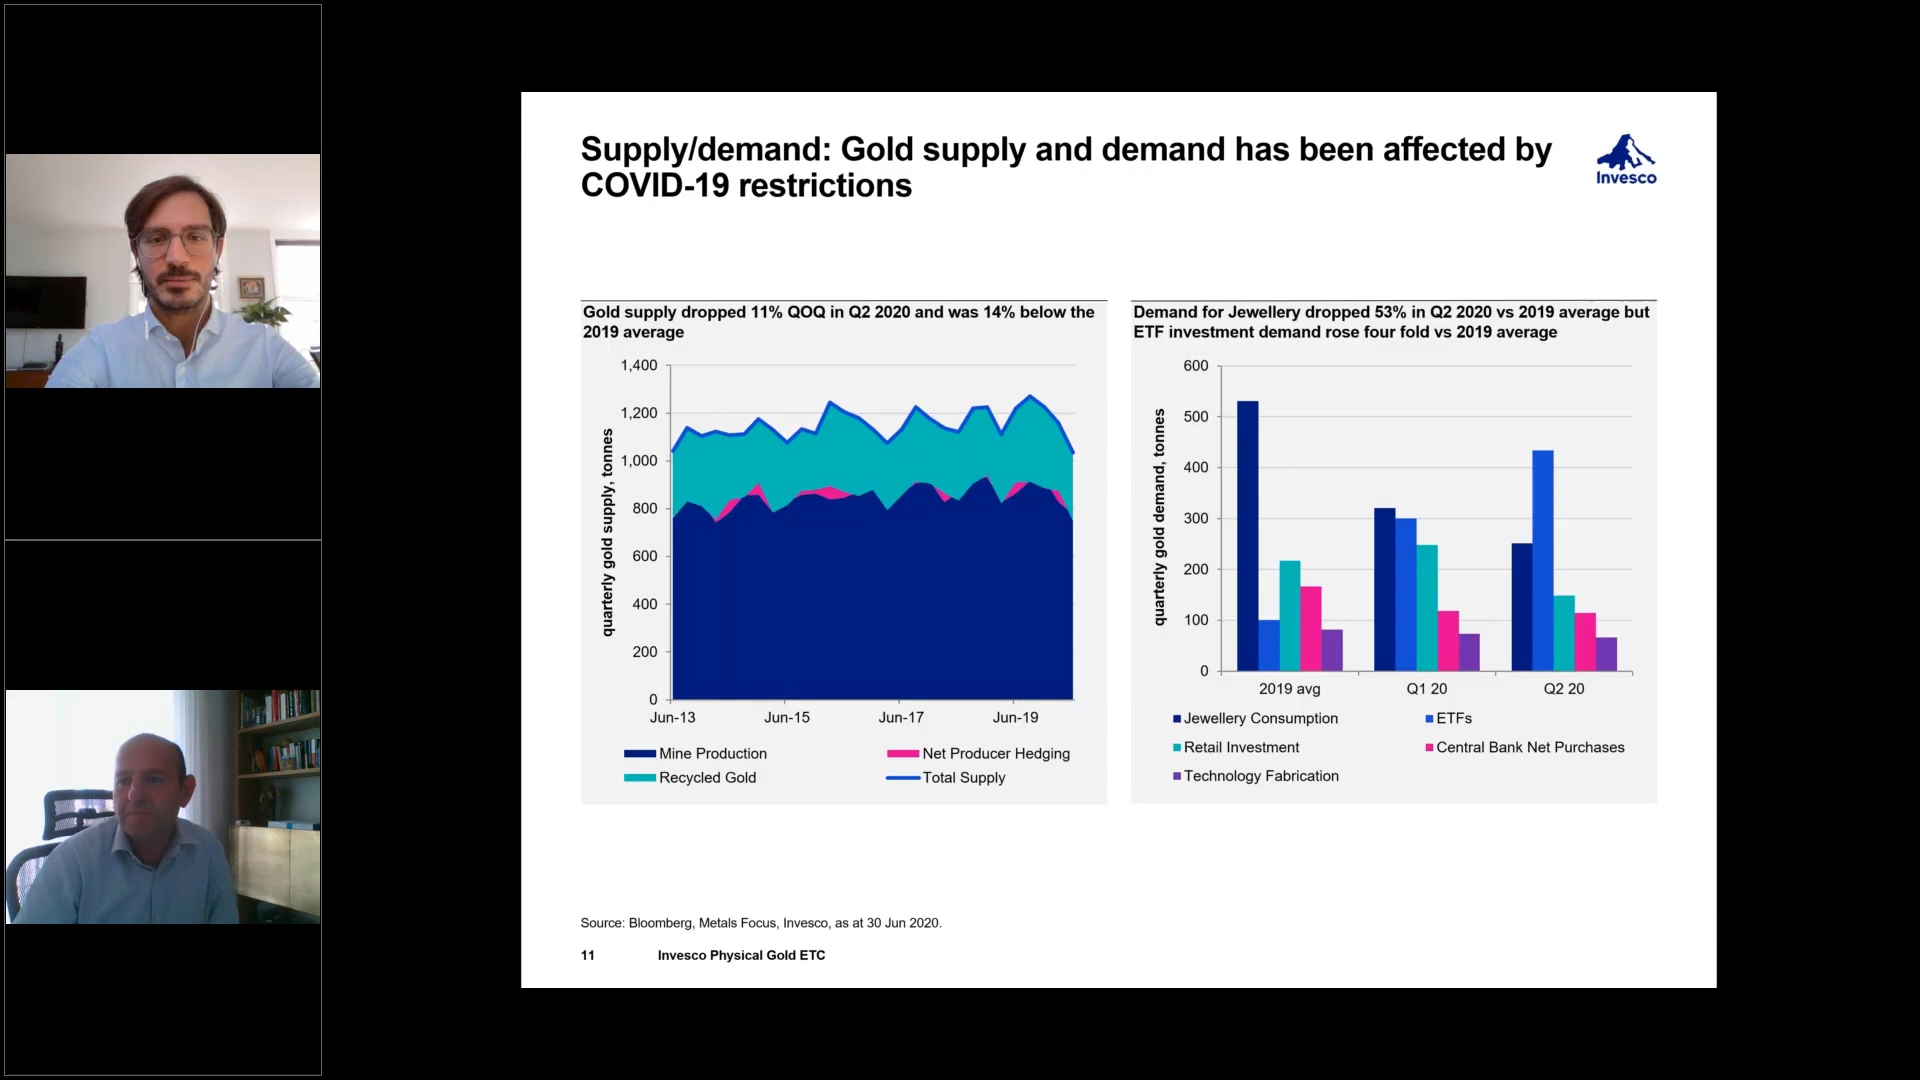 Supply/demand: Gold supply and demand has been affected by
COVID-19 restrictions
Invesco
Gold supply dropped 11% QOQ in Q2 2020 and was 14% below the
2019 average
quarterly gold supply, tonnes
1,400
1,200
1,000
800
600
400
200
0
Jun-13
Jun-15
Jun-17
Jun-19
Mine Production
Net Producer Hedging
Recycled Gold
Total Supply
Demand for Jewellery dropped 53% in Q2 2020 vs 2019 average but
ETF investment demand rose four fold vs 2019 average
quarterly gold demand, tonnes
600
500
400
300
200
100
0
2019 avg
Q1 20
Q2 20
Jewellery Consumption
ETFs
Retail Investment
Central Bank Net Purchases
Technology Fabrication
Source: Bloomberg, Metals Focus, Invesco, as at 30 Jun 2020.
11
Invesco Physical Gold ETC